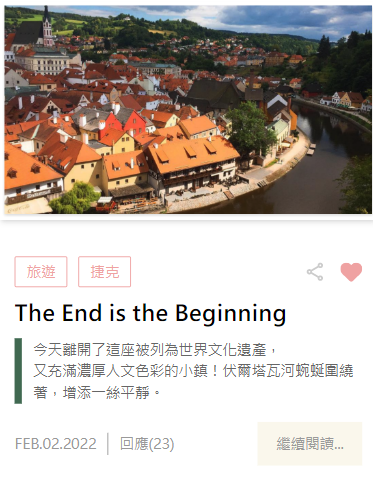 旅遊
捷克
The End is the Beginning
今天離開了這座被列為世界文化遺產，
又充滿濃厚人文色彩的小鎮！伏爾塔瓦河蜿蜒圍繞
著，增添一絲平靜。
FEB.02.2022
回應(23)
繼續閱讀...